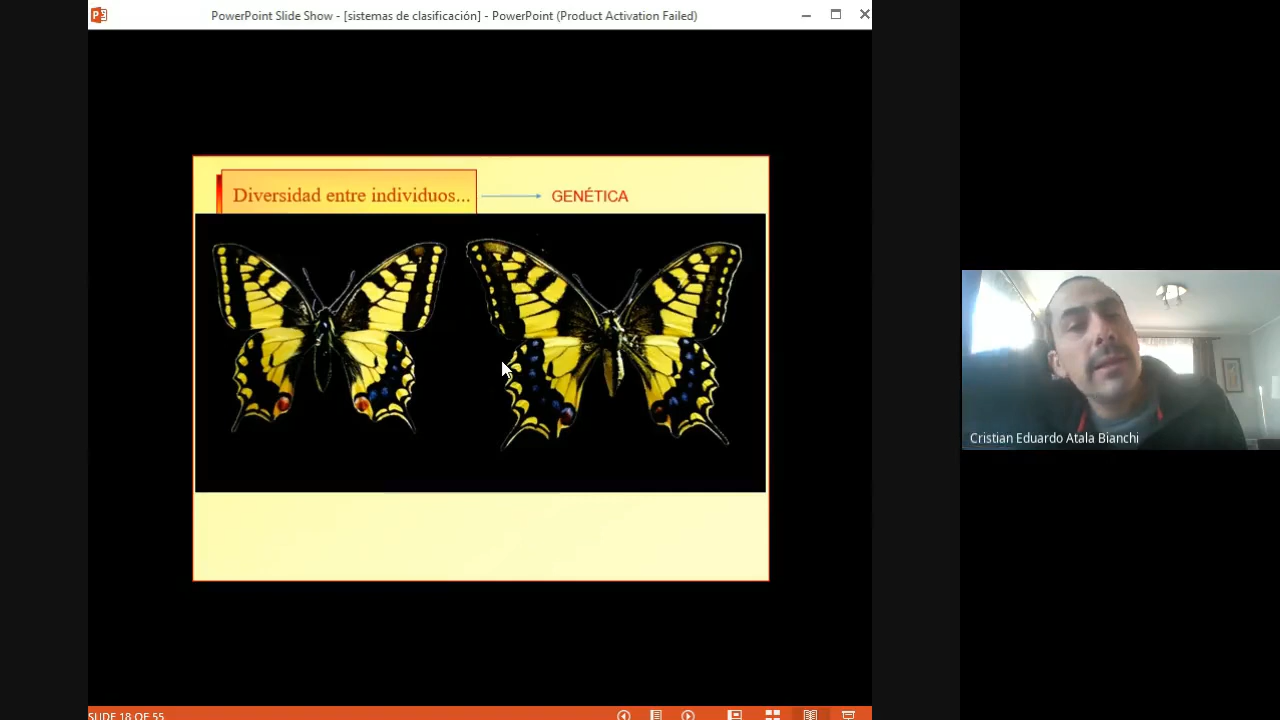 PowerPoint Slide Show - [sistemas de clasificación] - PowerPoint (Product Activation Failed)
Diversidad entre individuos...
GENÉTICA
Cristian Eduardo Atala Bianchi
SLIDE 18 OF 55